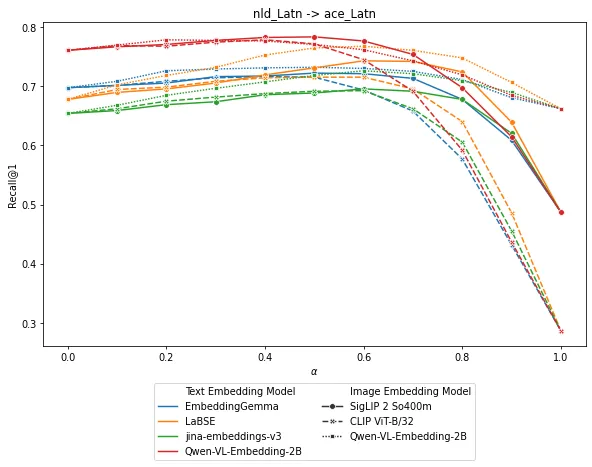 nld_Latn -> ace_Latn
0.8
0.7
0.6
0.5
0.4
0.3
Recall@1
0.0 0.2 0.4 0.6 0.8 1.0
α
Text Embedding Model Image Embedding Model
EmbeddingGemma SigLIP 2 So400m
LaBSE CLIP ViT-B/32
jina-embeddings-v3 Qwen-VL-Embedding-2B
Qwen-VL-Embedding-2B